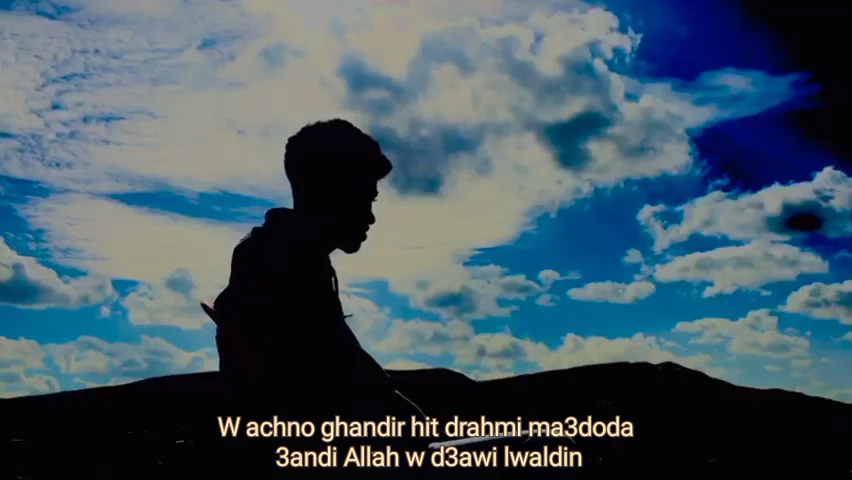 W achno ghandir hit drahmi ma3doda
3andi Allah w d3awi lwaldin